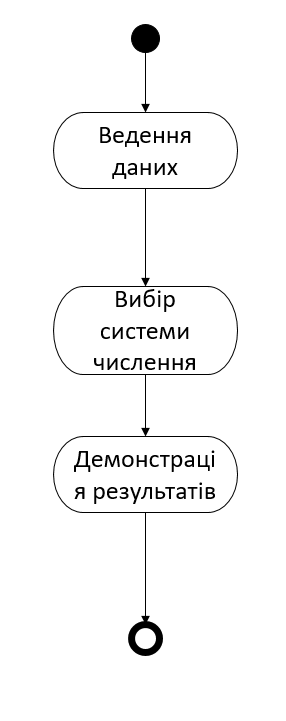 Ведення
даних
Вибір
системи
числення
Демонстраці
я результатів